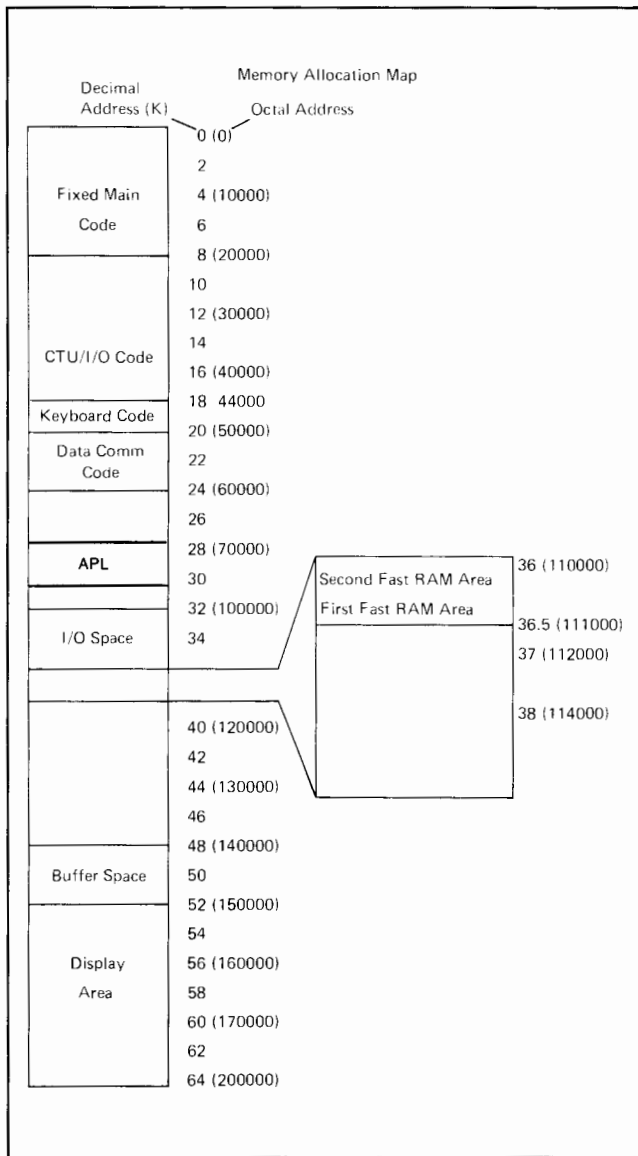 Memory Allocation Map
Decimal
Address (K)
Octal Address
0 (0)
2
Fixed Main
4 (10000)
Code
6
8 (20000)
10
12 (30000)
14
CTU/I/O Code
16 (40000)
18 44000
Keyboard Code
20 (50000)
Data Comm
Code
22
24 (60000)
26
28 (70000)
APL
30
32 (100000)
I/O Space
34
36 (110000)
Second Fast RAM Area
First Fast RAM Area
36.5 (111000)
37 (112000)
38 (114000)
40 (120000)
42
44 (130000)
46
48 (140000)
Buffer Space
50
52 (150000)
54
Display
56 (160000)
Area
58
60 (170000)
62
64 (200000)